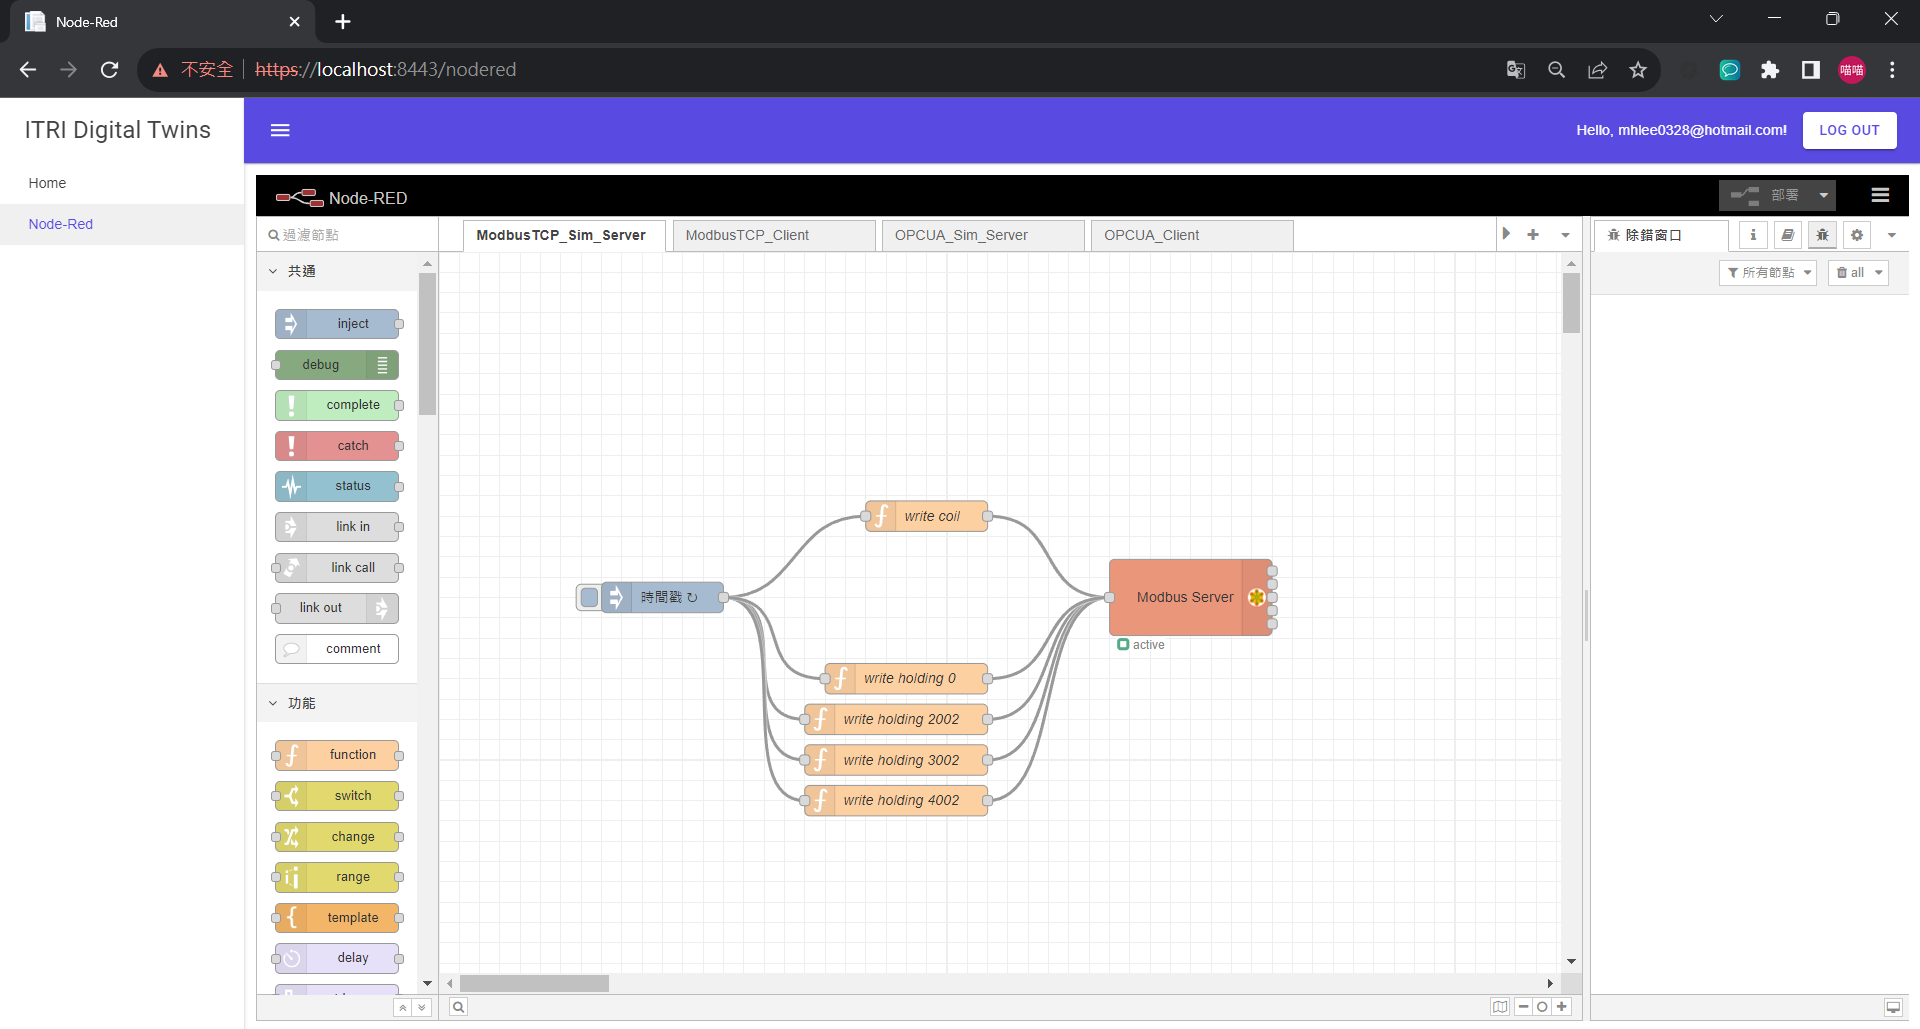 Node-Red
不安全
https://localhost:8443/nodered
喵喵
ITRI Digital Twins
Hello, mhlee0328@hotmail.com!
LOG OUT
Home
Node-Red
Node-RED
部署
過濾節點
ModbusTCP_Sim_Server
ModbusTCP_Client
OPCUA_Sim_Server
OPCUA_Client
除錯窗口
所有節點
all
共通
inject
debug
complete
catch
status
link in
link call
link out
comment
功能
function
switch
change
range
template
delay
時間戳 ↻
write coil
write holding 0
write holding 2002
write holding 3002
write holding 4002
Modbus Server
active